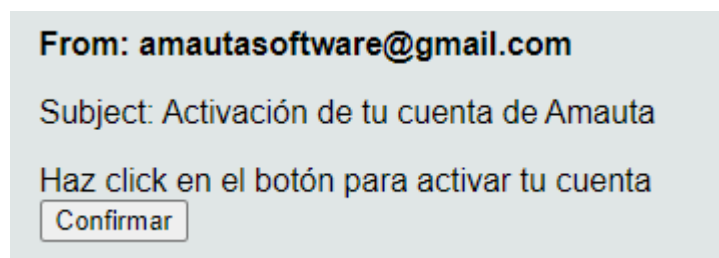 From: amautasoftware@gmail.com
Subject: Activación de tu cuenta de Amauta
Haz click en el botón para activar tu cuenta
Confirmar